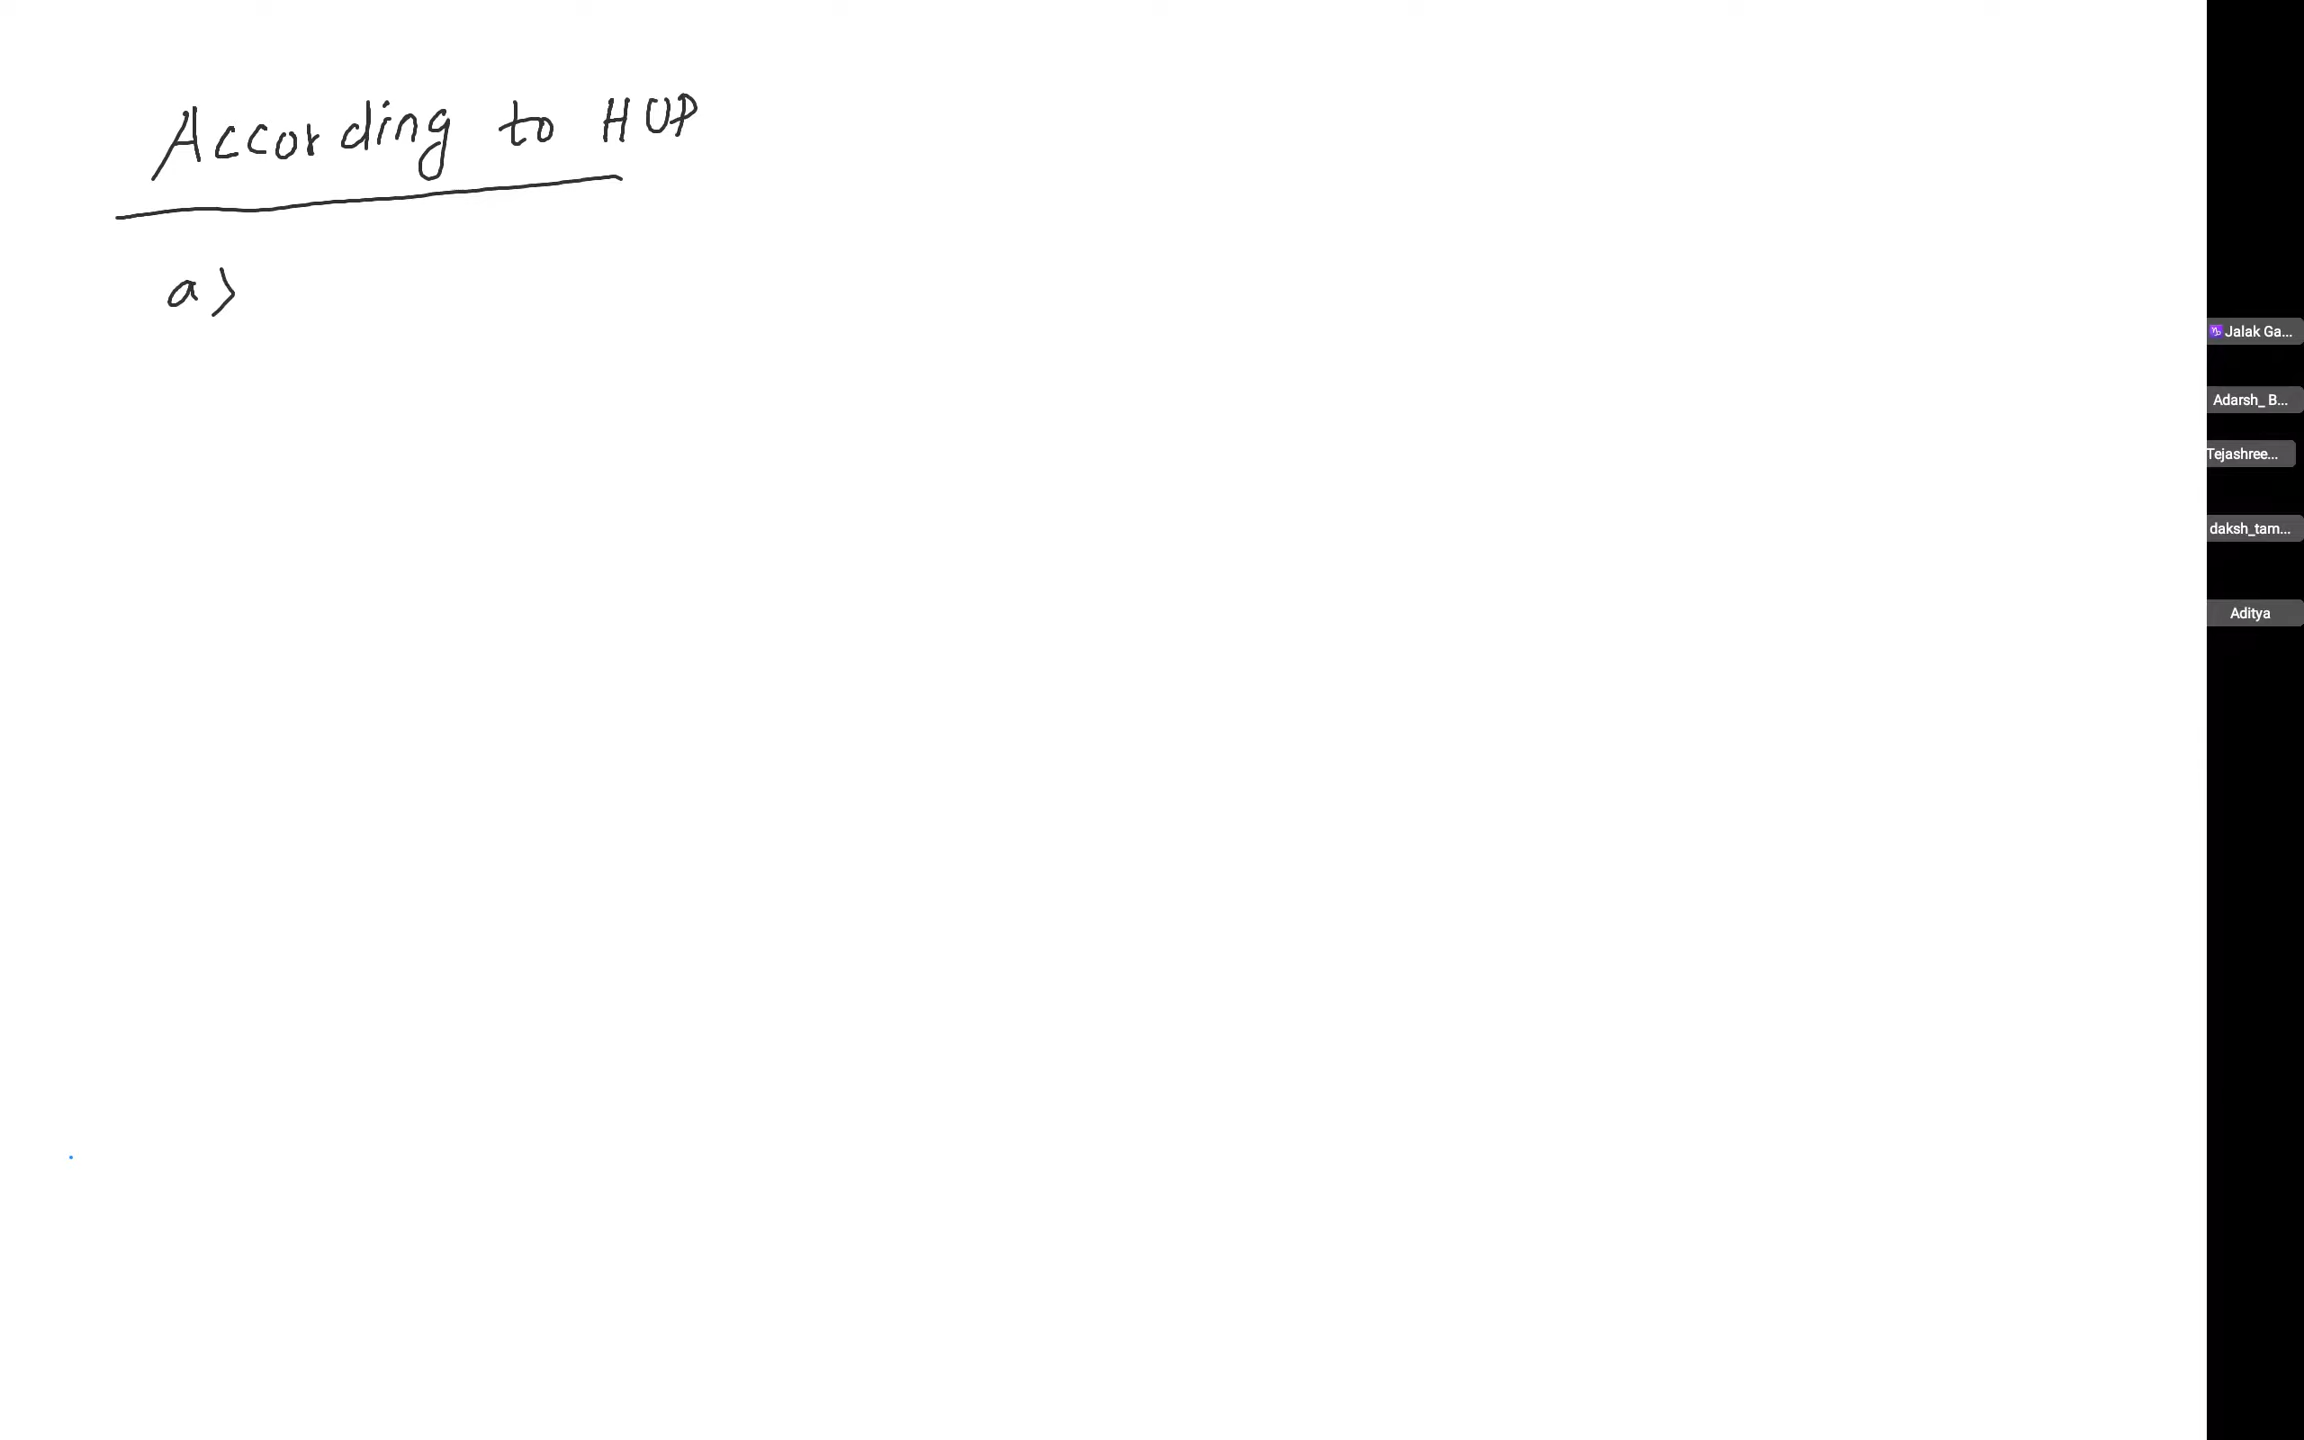 According to HUP
a>
Jalak Ga...
Adarsh_ B...
Tejashree...
daksh_tam...
Aditya